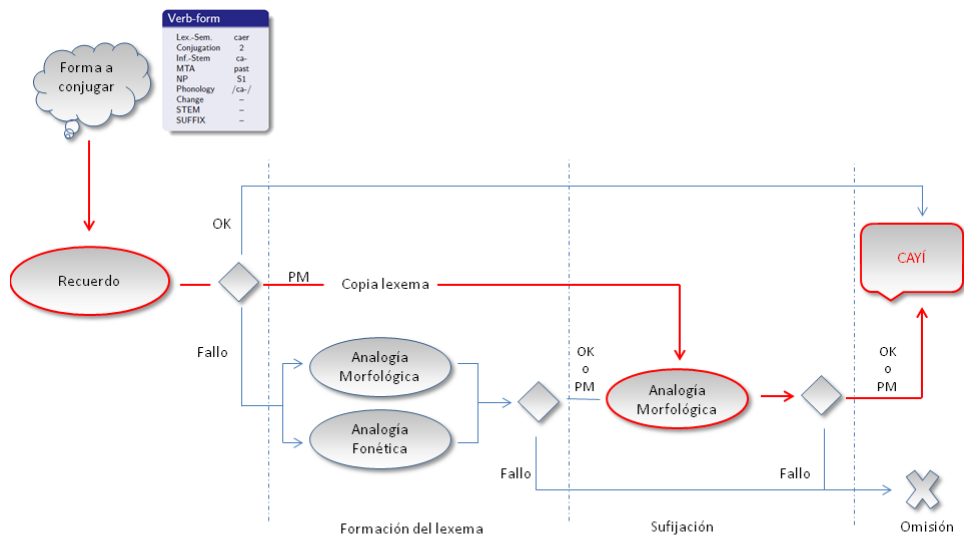 Verb-form
Lex.-Sem. caer
Conjugation 2
Inf.-Stem ca-
MTA past
NP S1
Phonology /ca-/
Change –
STEM –
SUFFIX –
Forma a
conjugar
OK
Recuerdo
PM
Copia lexema
CAYÍ
Fallo
Analogía
Morfológica
OK
o
PM
Analogía
Morfológica
OK
o
PM
Analogía
Fonética
Fallo
Fallo
Formación del lexema
Sufijación
Omisión